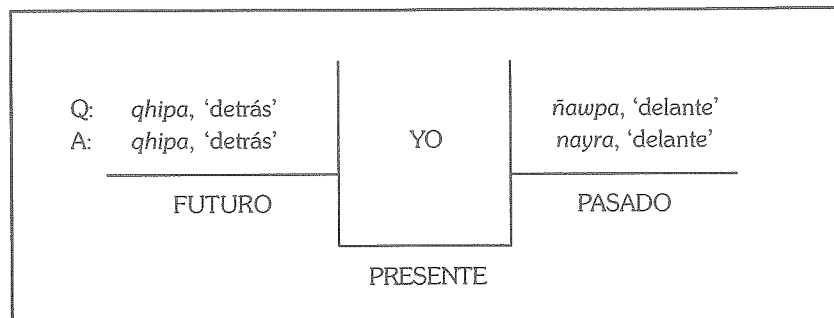 Q: qhipa, ‘detrás’ ñawpa, ‘delante’
A: qhipa, ‘detrás’ YO nayra, ‘delante’
FUTURO PASADO
PRESENTE